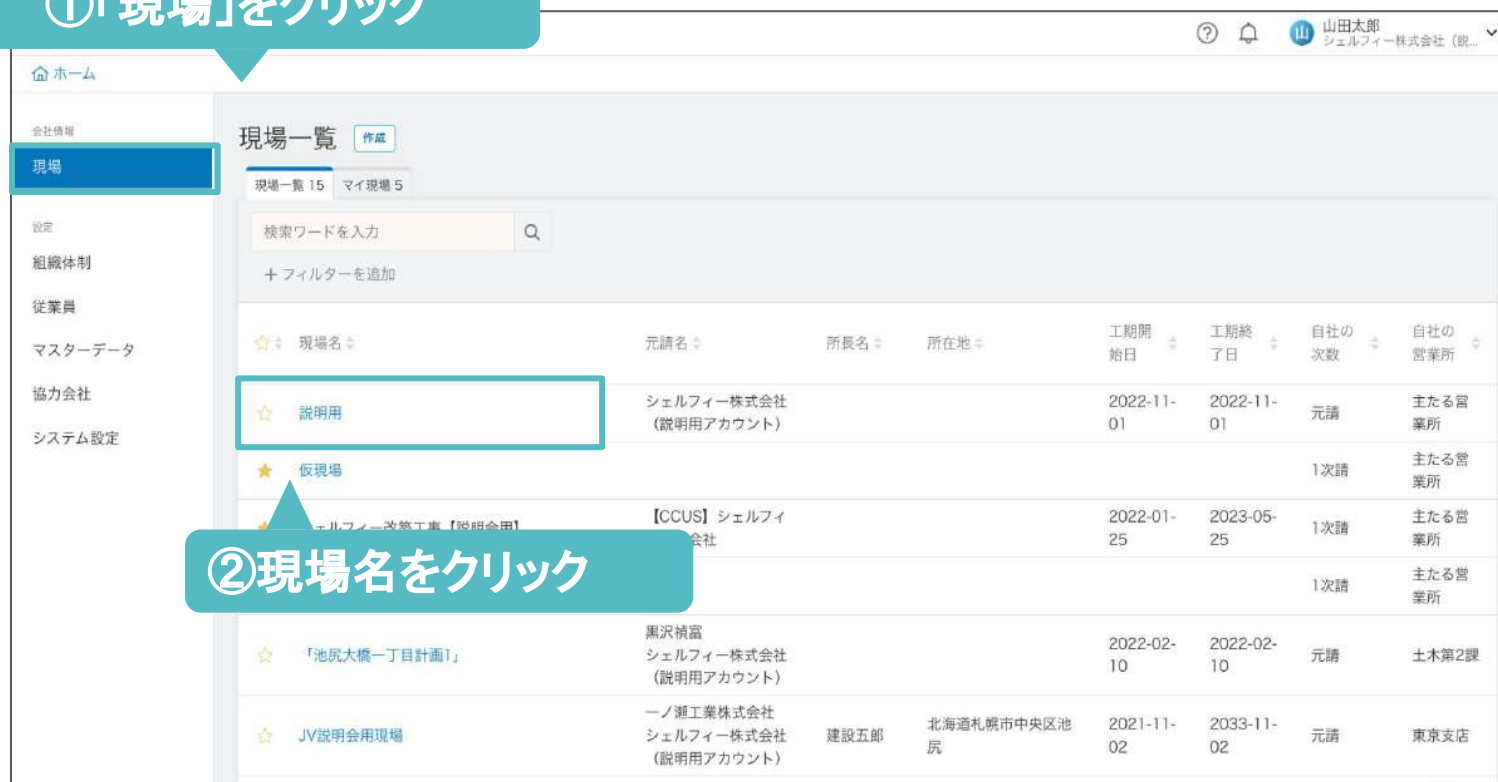 ①「現場」をクリック
山 山田太郎
シェルフィー株式会社（説...
ホーム
会社情報
現場
設定
組織体制
従業員
マスターデータ
協力会社
システム設定
現場一覧 作成
現場一覧 15 マイ現場 5
検索ワードを入力
＋フィルターを追加
現場名 元請名 所長名 所在地 工期開始日 工期終了日 自社の次数 自社の営業所
説明用 シェルフィー株式会社（説明用アカウント） 2022-11-01 2022-11-01 元請 主たる営業所
仮現場 1次請 主たる営業所
ェルフィー改築工事【説明会用】 【CCUS】シェルフィ 会社 2022-01-25 2023-05-25 1次請 主たる営業所
②現場名をクリック
1次請 主たる営業所
「池尻大橋一丁目計画1」 黒沢禎富 シェルフィー株式会社（説明用アカウント） 2022-02-10 2022-02-10 元請 土木第2課
JV説明会用現場 一ノ瀬工業株式会社 シェルフィー株式会社（説明用アカウント） 建設五郎 北海道札幌市中央区池尻 2021-11-02 2033-11-02 元請 東京支店